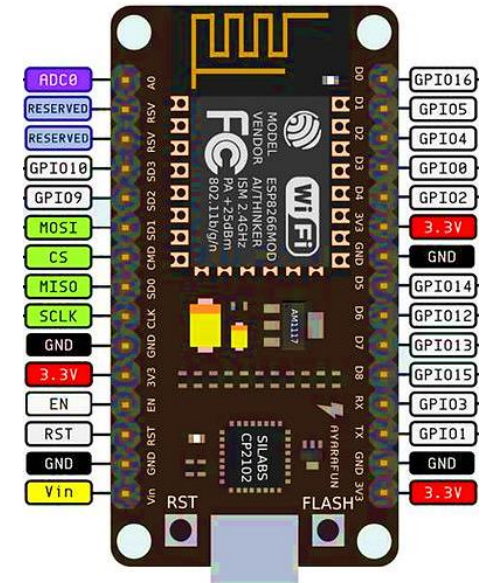 ADC0
RESERVED
RESERVED
GPIO10
GPIO9
MOSI
CS
MISO
SCLK
GND
3.3V
EN
RST
GND
Vin
A0
RSV
RSV
SD3
SD2
SD1
CMD
SD0
CLK
GND
3V3
EN
RST
GND
Vin
MODEL ESP8266MOD
VENDOR AI/THINKER
ISM 2.4GHz
PA +25dBm
802.11b/g/n
FC
Wi Fi
AM1117
SILABS
CP2102
AYARAFUN
RST
FLASH
D0
D1
D2
D3
D4
3V3
GND
D5
D6
D7
D8
RX
TX
GND
3V3
GPIO16
GPIO5
GPIO4
GPIO0
GPIO2
3.3V
GND
GPIO14
GPIO12
GPIO13
GPIO15
GPIO3
GPIO1
GND
3.3V